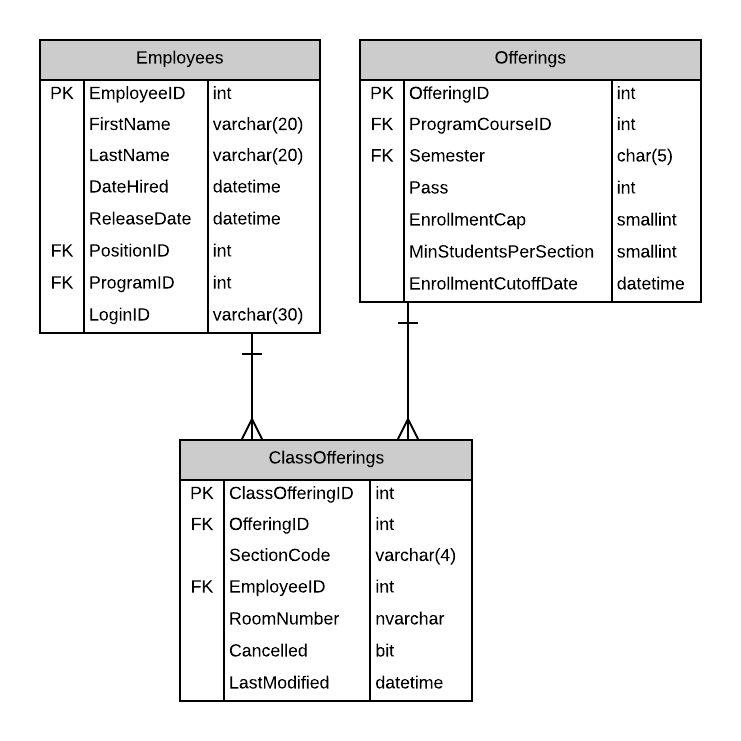 Employees
PK EmployeeID int
FirstName varchar(20)
LastName varchar(20)
DateHired datetime
ReleaseDate datetime
FK PositionID int
FK ProgramID int
LoginID varchar(30)
Offerings
PK OfferingID int
FK ProgramCourseID int
FK Semester char(5)
Pass int
EnrollmentCap smallint
MinStudentsPerSection smallint
EnrollmentCutoffDate datetime
ClassOfferings
PK ClassOfferingID int
FK OfferingID int
SectionCode varchar(4)
FK EmployeeID int
RoomNumber nvarchar
Cancelled bit
LastModified datetime